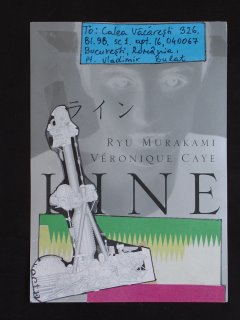 To: Calea Văcărești 326,
Bl. 9B, sc 1, apt. 16, 040067
București, România,
pt. Vladimir Bulat
ライン
RYU MURAKAMI
VÉRONIQUE CAYE
LINE